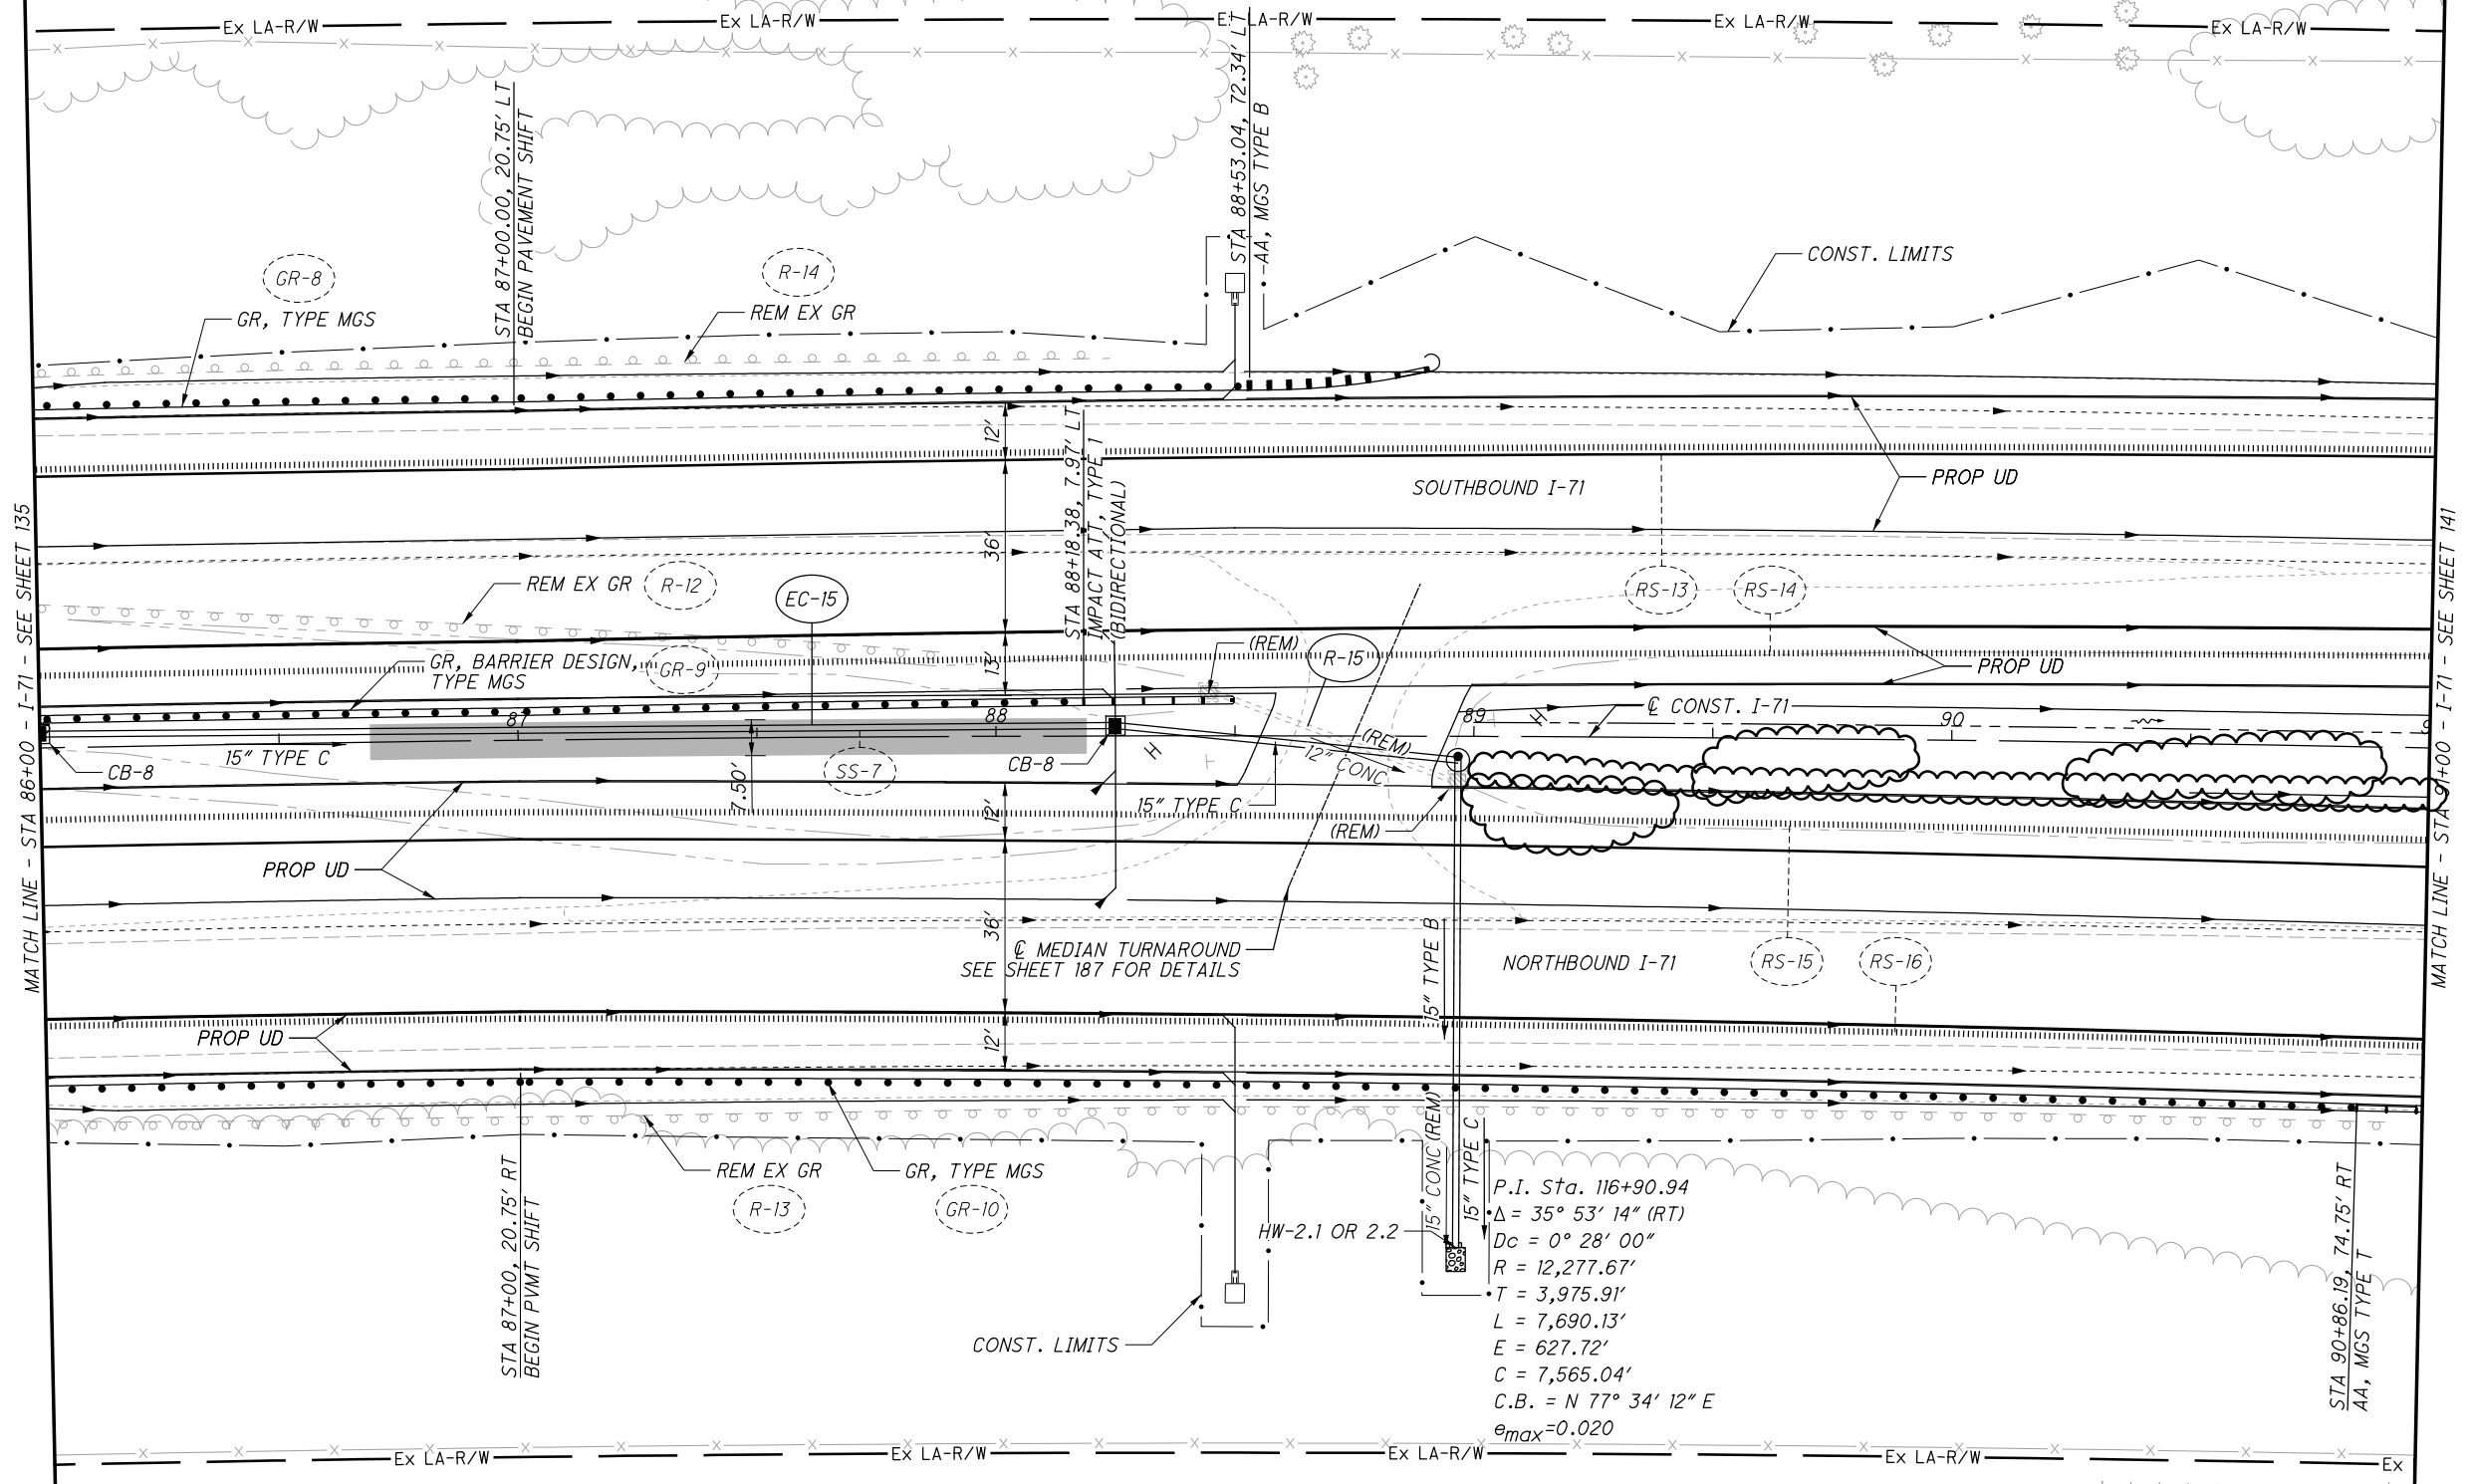 Ex LA-R/W
Ex LA-R/W
Ex LA-R/W
Ex LA-R/W
Ex LA-R/W
STA 87+00.00, 20.75' LT
BEGIN PAVEMENT SHIFT
STA 88+53.04, 72.34' LT
AA, MGS TYPE B
CONST. LIMITS
GR-8
GR, TYPE MGS
R-14
REM EX GR
12'
36'
13'
12'
36'
12'
STA 88+18.38, 7.97' LT
IMPACT ATT, TYPE 1
(BIDIRECTIONAL)
SOUTHBOUND I-71
PROP UD
REM EX GR
R-12
EC-15
RS-13
RS-14
GR, BARRIER DESIGN,
TYPE MGS
GR-9
(REM)
R-15
PROP UD
℄ CONST. I-71
87
88
89
90
9
H
H
15" TYPE C
CB-8
7.50'
SS-7
CB-8
(REM)
12" CONC
15" TYPE C
(REM)
PROP UD
℄ MEDIAN TURNAROUND
SEE SHEET 187 FOR DETAILS
15" TYPE B
NORTHBOUND I-71
RS-15
RS-16
PROP UD
REM EX GR
R-13
GR, TYPE MGS
GR-10
STA 87+00, 20.75' RT
BEGIN PVMT SHIFT
15" CONC (REM)
15" TYPE C
HW-2.1 OR 2.2
CONST. LIMITS
P.I. Sta. 116+90.94
Δ = 35° 53' 14" (RT)
Dc = 0° 28' 00"
R = 12,277.67'
T = 3,975.91'
L = 7,690.13'
E = 627.72'
C = 7,565.04'
C.B. = N 77° 34' 12" E
emax=0.020
STA 90+86.19, 74.75' RT
AA, MGS TYPE T
MATCH LINE - STA 86+00 - I-71 - SEE SHEET 135
MATCH LINE - STA 91+00 - I-71 - SEE SHEET 141
Ex LA-R/W
Ex LA-R/W
Ex LA-R/W
Ex LA-R/W
Ex